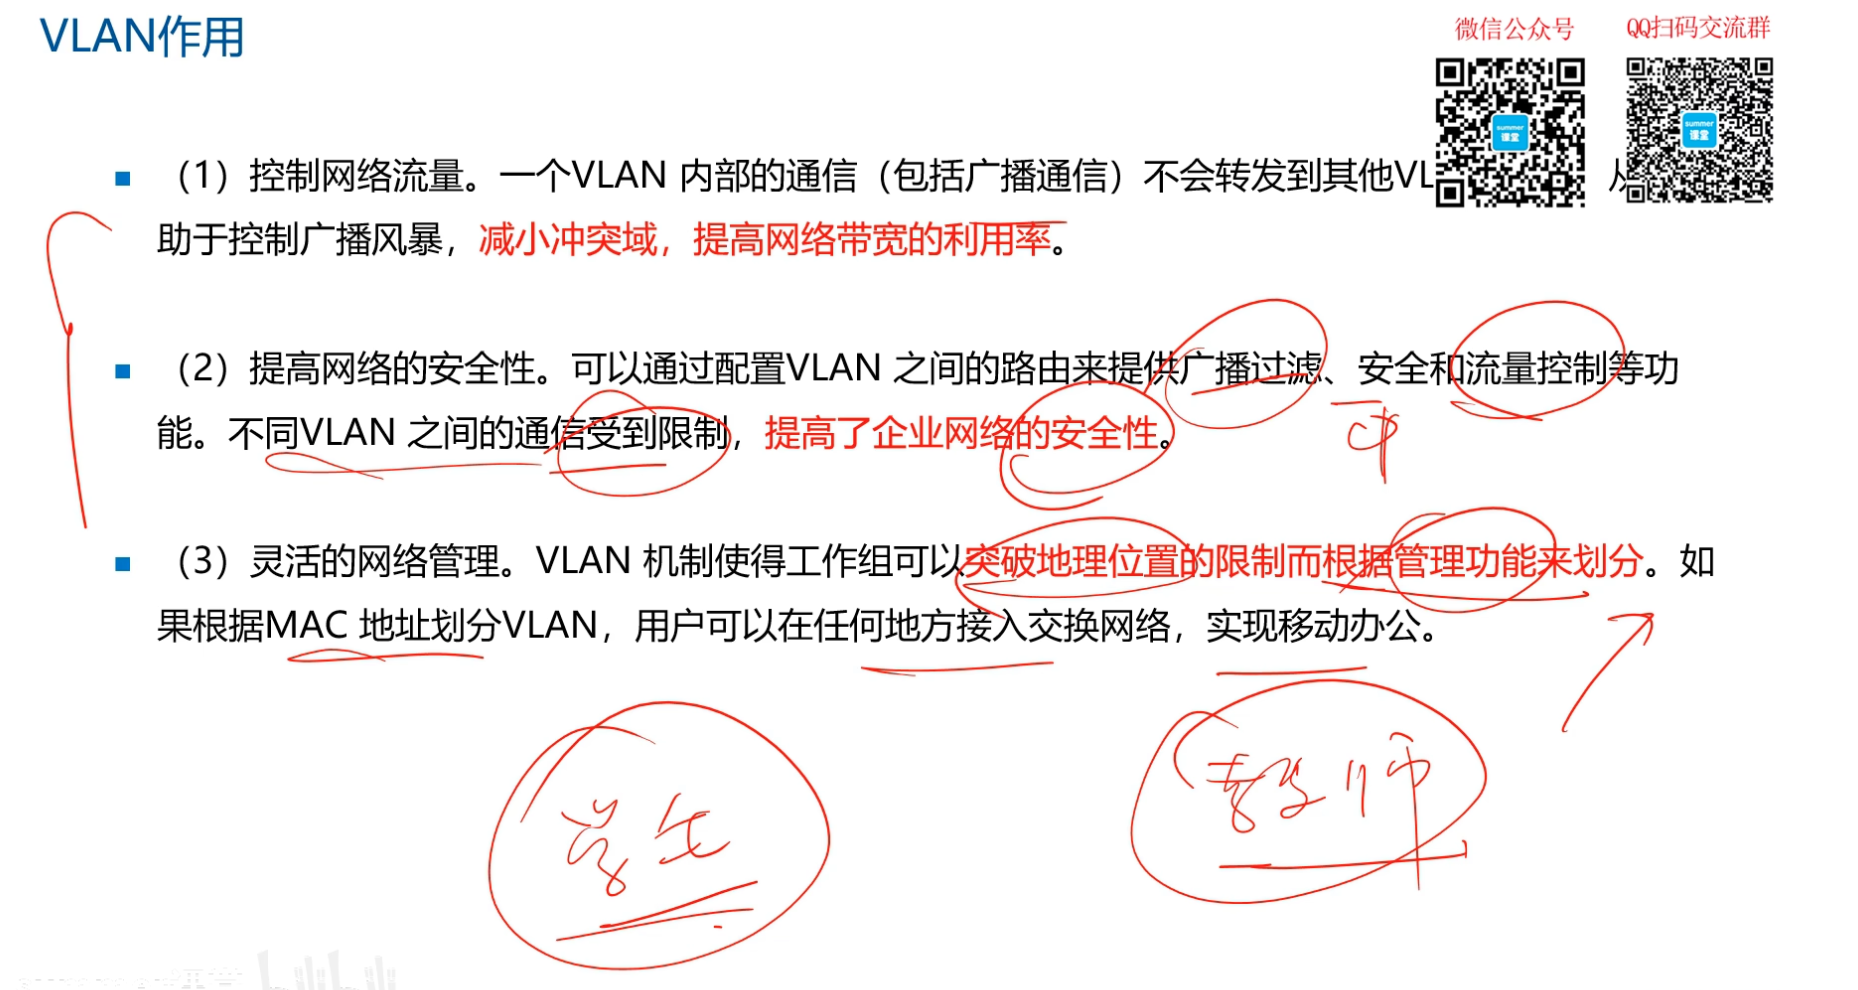 VLAN作用
微信公众号
QQ扫码交流群
summer
课堂
summer
课堂
（1）控制网络流量。一个VLAN 内部的通信（包括广播通信）不会转发到其他VL
助于控制广播风暴，减小冲突域，提高网络带宽的利用率。
（2）提高网络的安全性。可以通过配置VLAN 之间的路由来提供广播过滤、安全和流量控制等功
能。不同VLAN 之间的通信受到限制，提高了企业网络的安全性。
（3）灵活的网络管理。VLAN 机制使得工作组可以突破地理位置的限制而根据管理功能来划分。如
果根据MAC 地址划分VLAN，用户可以在任何地方接入交换网络，实现移动办公。
学生
教师